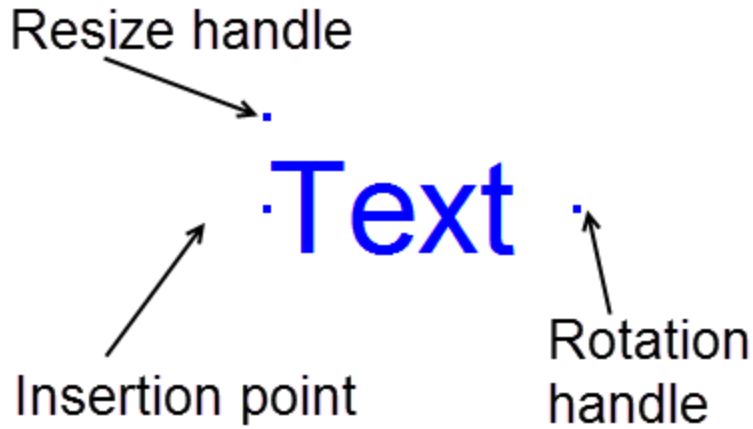 Resize handle
Text
Insertion point
Rotation
handle